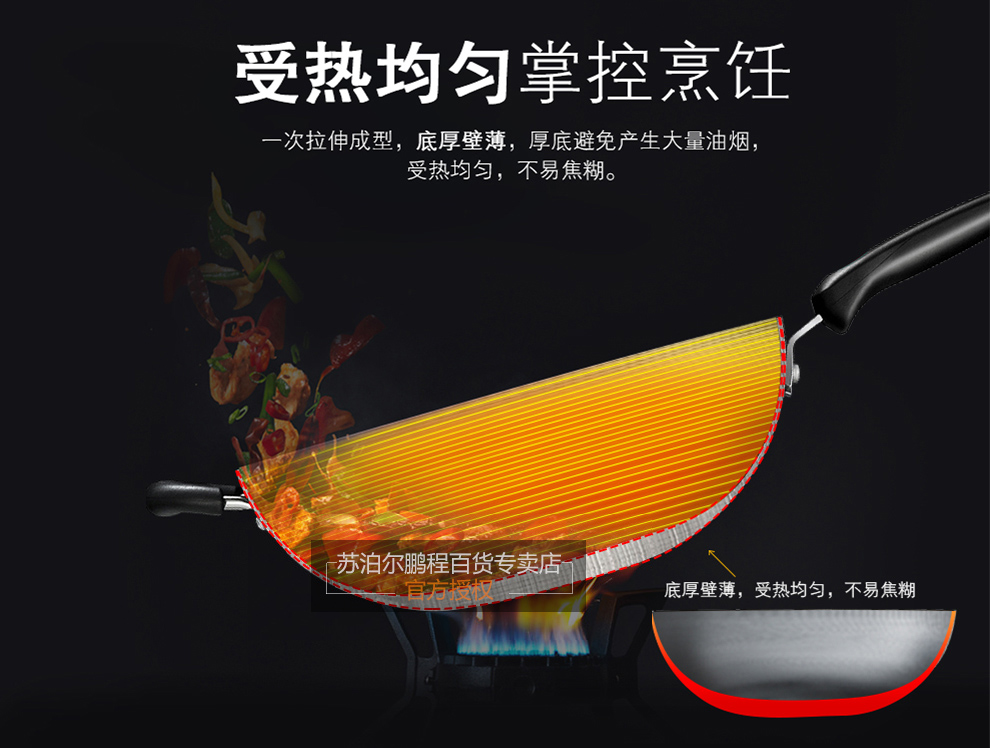 受热均匀掌控烹饪
一次拉伸成型，底厚壁薄，厚底避免产生大量油烟，
受热均匀，不易焦糊。
苏泊尔鹏程百货专卖店
官方授权
底厚壁薄，受热均匀，不易焦糊